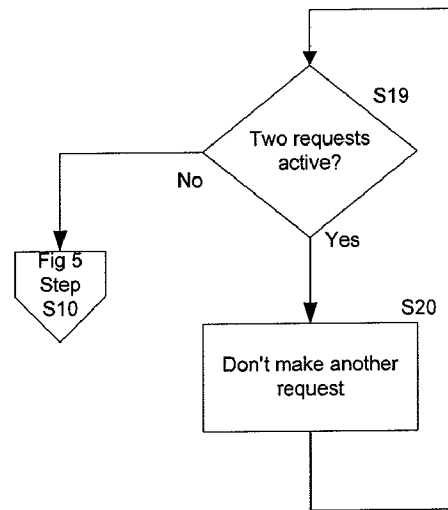 S19
Two requests
active?
No
Yes
Fig 5
Step
S10
S20
Don't make another
request